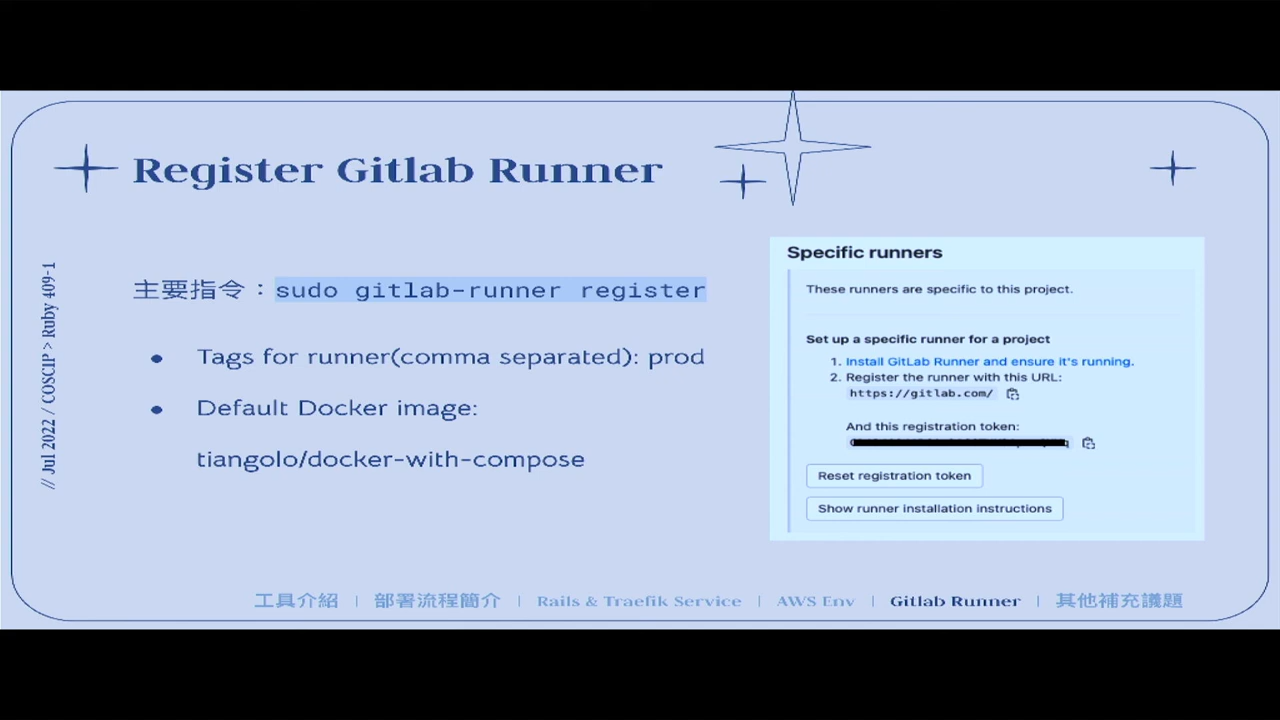 Register Gitlab Runner
// Jul 2022 / COSCIP > Ruby 409-1
主要指令：sudo gitlab-runner register
● Tags for runner(comma separated): prod
● Default Docker image:
tiangolo/docker-with-compose
Specific runners
These runners are specific to this project.
Set up a specific runner for a project
1. Install GitLab Runner and ensure it's running.
2. Register the runner with this URL:
https://gitlab.com/
And this registration token:
Reset registration token
Show runner installation instructions
工具介紹 | 部署流程簡介 | Rails & Traefik Service | AWS Env | Gitlab Runner | 其他補充議題